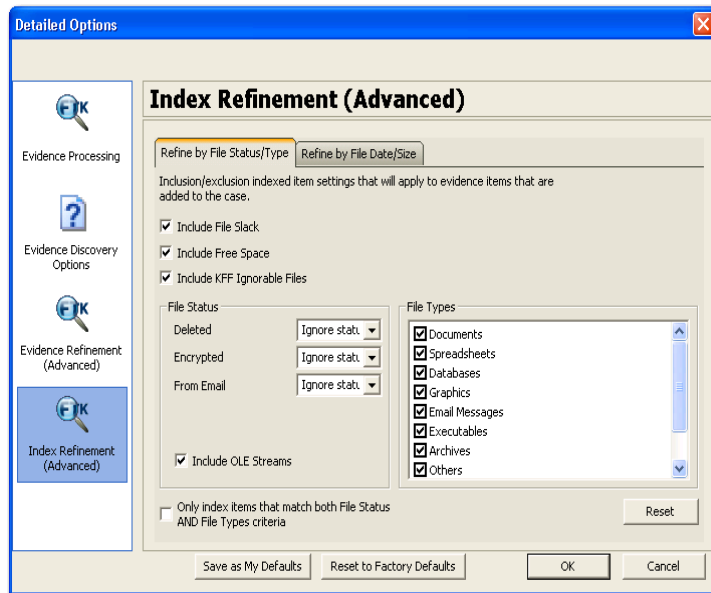 Detailed Options
Index Refinement (Advanced)
FTK
Evidence Processing
Evidence Discovery
Options
FTK
Evidence Refinement
(Advanced)
FTK
Index Refinement
(Advanced)
Refine by File Status/Type
Refine by File Date/Size
Inclusion/exclusion indexed item settings that will apply to evidence items that are
added to the case.
Include File Slack
Include Free Space
Include KFF Ignorable Files
File Status
Deleted
Ignore statu
Encrypted
Ignore statu
From Email
Ignore statu
Include OLE Streams
File Types
Documents
Spreadsheets
Databases
Graphics
Email Messages
Executables
Archives
Others
Only index items that match both File Status
AND File Types criteria
Reset
Save as My Defaults
Reset to Factory Defaults
OK
Cancel